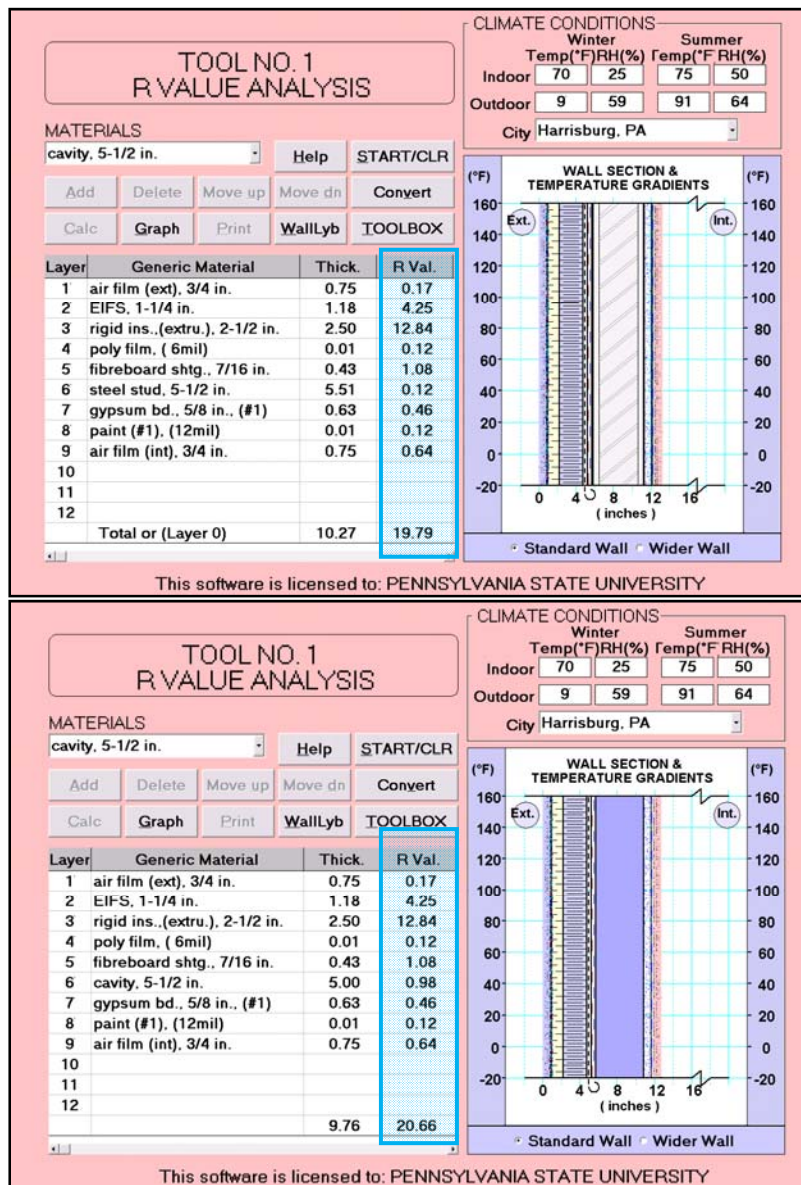 TOOL NO. 1
R VALUE ANALYSIS
CLIMATE CONDITIONS
Winter Summer
Temp(°F) RH(%) Temp(°F RH(%)
Indoor 70 25 75 50
Outdoor 9 59 91 64
City Harrisburg, PA
MATERIALS
cavity, 5-1/2 in. Help START/CLR
Add Delete Move up Move dn Convert
Calc Graph Print WallLyb TOOLBOX
Layer Generic Material Thick. R Val.
1 air film (ext), 3/4 in. 0.75 0.17
2 EIFS, 1-1/4 in. 1.18 4.25
3 rigid ins.,(extru.), 2-1/2 in. 2.50 12.84
4 poly film, ( 6mil) 0.01 0.12
5 fibreboard shtg., 7/16 in. 0.43 1.08
6 steel stud, 5-1/2 in. 5.51 0.12
7 gypsum bd., 5/8 in., (#1) 0.63 0.46
8 paint (#1), (12mil) 0.01 0.12
9 air film (int), 3/4 in. 0.75 0.64
10
11
12
Total or (Layer 0) 10.27 19.79
(°F) WALL SECTION & (°F)
TEMPERATURE GRADIENTS
160 160
Ext. Int.
140 140
120 120
100 100
80 80
60 60
40 40
20 20
0 0
-20 -20
0 4 8 12 16
( inches )
Standard Wall Wider Wall
This software is licensed to: PENNSYLVANIA STATE UNIVERSITY
TOOL NO. 1
R VALUE ANALYSIS
CLIMATE CONDITIONS
Winter Summer
Temp(°F) RH(%) Temp(°F RH(%)
Indoor 70 25 75 50
Outdoor 9 59 91 64
City Harrisburg, PA
MATERIALS
cavity, 5-1/2 in. Help START/CLR
Add Delete Move up Move dn Convert
Calc Graph Print WallLyb TOOLBOX
Layer Generic Material Thick. R Val.
1 air film (ext), 3/4 in. 0.75 0.17
2 EIFS, 1-1/4 in. 1.18 4.25
3 rigid ins.,(extru.), 2-1/2 in. 2.50 12.84
4 poly film, ( 6mil) 0.01 0.12
5 fibreboard shtg., 7/16 in. 0.43 1.08
6 cavity, 5-1/2 in. 5.00 0.98
7 gypsum bd., 5/8 in., (#1) 0.63 0.46
8 paint (#1), (12mil) 0.01 0.12
9 air film (int), 3/4 in. 0.75 0.64
10
11
12
9.76 20.66
(°F) WALL SECTION & (°F)
TEMPERATURE GRADIENTS
160 160
Ext. Int.
140 140
120 120
100 100
80 80
60 60
40 40
20 20
0 0
-20 -20
0 4 8 12 16
( inches )
Standard Wall Wider Wall
This software is licensed to: PENNSYLVANIA STATE UNIVERSITY